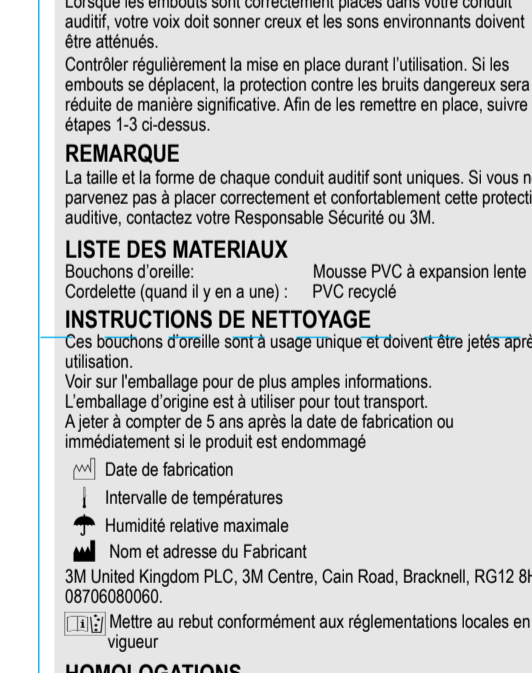 Lorsque les embouts sont correctement placés dans votre conduit
auditif, votre voix doit sonner creux et les sons environnants doivent
être atténués.
Contrôler régulièrement la mise en place durant l’utilisation. Si les
embouts se déplacent, la protection contre les bruits dangereux sera
réduite de manière significative. Afin de les remettre en place, suivre
étapes 1-3 ci-dessus.
REMARQUE
La taille et la forme de chaque conduit auditif sont uniques. Si vous
parvenez pas à placer correctement et confortablement cette
auditive, contactez votre Responsable Sécurité ou 3M.
LISTE DES MATERIAUX
Bouchons d’oreille: Mousse PVC à expansion lente
Cordelette (quand il y en a une) : PVC recyclé
INSTRUCTIONS DE NETTOYAGE
Ces bouchons d’oreille sont à usage unique et doivent être jetés
utilisation.
Voir sur l'emballage pour de plus amples informations.
L’emballage d’origine est à utiliser pour tout transport.
A jeter à compter de 5 ans après la date de fabrication ou
immédiatement si le produit est endommagé
Date de fabrication
Intervalle de températures
Humidité relative maximale
Nom et adresse du Fabricant
3M United Kingdom PLC, 3M Centre, Cain Road, Bracknell, RG12
08706080060.
Mettre au rebut conformément aux réglementations locales en
vigueur
HOMOLOGATIONS